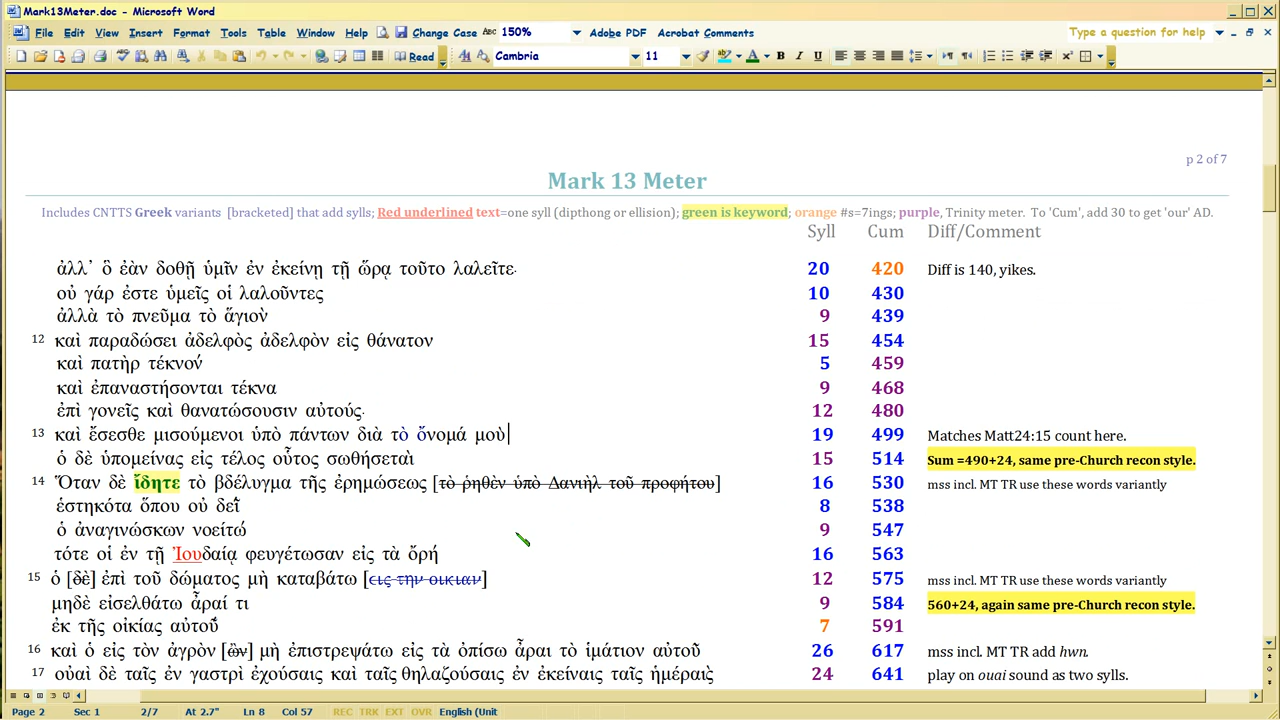 Mark13Meter.doc - Microsoft Word
File Edit View Insert Format Tools Table Window Help Change Case ABC 150% Adobe PDF Acrobat Comments Type a question for help
Read Cambria 11 B I U
p 2 of 7
Mark 13 Meter
Includes CNTTS Greek variants [bracketed] that add sylls; Red underlined text=one syll (dipthong or ellision); green is keyword; orange #s=7ings; purple, Trinity meter. To 'Cum', add 30 to get 'our' AD.
Syll Cum Diff/Comment
ἀλλ᾽ ὃ ἐὰν δοθῇ ὑμῖν ἐν ἐκείνῃ τῇ ὥρᾳ τοῦτο λαλεῖτε· 20 420 Diff is 140, yikes.
οὐ γάρ ἐστε ὑμεῖς οἱ λαλοῦντες 10 430
ἀλλὰ τὸ πνεῦμα τὸ ἅγιον̀ 9 439
12 καὶ παραδώσει ἀδελφὸς ἀδελφὸν εἰς θάνατον 15 454
καὶ πατὴρ τέκνον́ 5 459
καὶ ἐπαναστήσονται τέκνα 9 468
ἐπὶ γονεῖς καὶ θανατώσουσιν αὐτούς· 12 480
13 καὶ ἔσεσθε μισούμενοι ὑπὸ πάντων διὰ τὸ ὄνομά μοὺ 19 499 Matches Matt24:15 count here.
ὁ δὲ ὑπομείνας εἰς τέλος οὗτος σωθήσεταὶ 15 514 Sum =490+24, same pre-Church recon style.
14 Ὅταν δὲ ἴδητε τὸ βδέλυγμα τῆς ἐρημώσεως [τὸ ῥηθὲν ὑπὸ Δανιὴλ τοῦ προφήτου] 16 530 mss incl. MT TR use these words variantly
ἑστηκότα ὅπου οὐ δεῖ̈ 8 538
ὁ ἀναγινώσκων νοείτώ 9 547
τότε οἱ ἐν τῇ Ἰουδαίᾳ φευγέτωσαν εἰς τὰ ὄρή 16 563
15 ὁ [δὲ] ἐπὶ τοῦ δώματος μὴ καταβάτω [εις την οικιαν] 12 575 mss incl. MT TR use these words variantly
μηδὲ εἰσελθάτω ἆραί τι 9 584 560+24, again same pre-Church recon style.
ἐκ τῆς οἰκίας αὐτοῦ́ 7 591
16 καὶ ὁ εἰς τὸν ἀγρὸν [ὢν] μὴ ἐπιστρεψάτω εἰς τὰ ὀπίσω ἆραι τὸ ἱμάτιον αὐτοῦ 26 617 mss incl. MT TR add hwn.
17 οὐαὶ δὲ ταῖς ἐν γαστρὶ ἐχούσαις καὶ ταῖς θηλαζούσαις ἐν ἐκείναις ταῖς ἡμέραὶς 24 641 play on ouai sound as two sylls.
Page 2 Sec 1 2/7 At 2.7" Ln 8 Col 57 REC TRK EXT OVR English (Unit